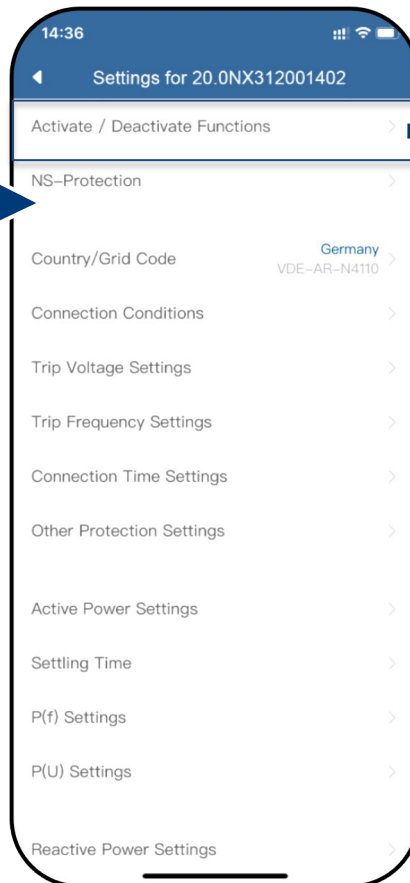 14:36
Settings for 20.0NX312001402
Activate / Deactivate Functions
NS-Protection
Country/Grid Code
Germany
VDE-AR-N4110
Connection Conditions
Trip Voltage Settings
Trip Frequency Settings
Connection Time Settings
Other Protection Settings
Active Power Settings
Settling Time
P(f) Settings
P(U) Settings
Reactive Power Settings